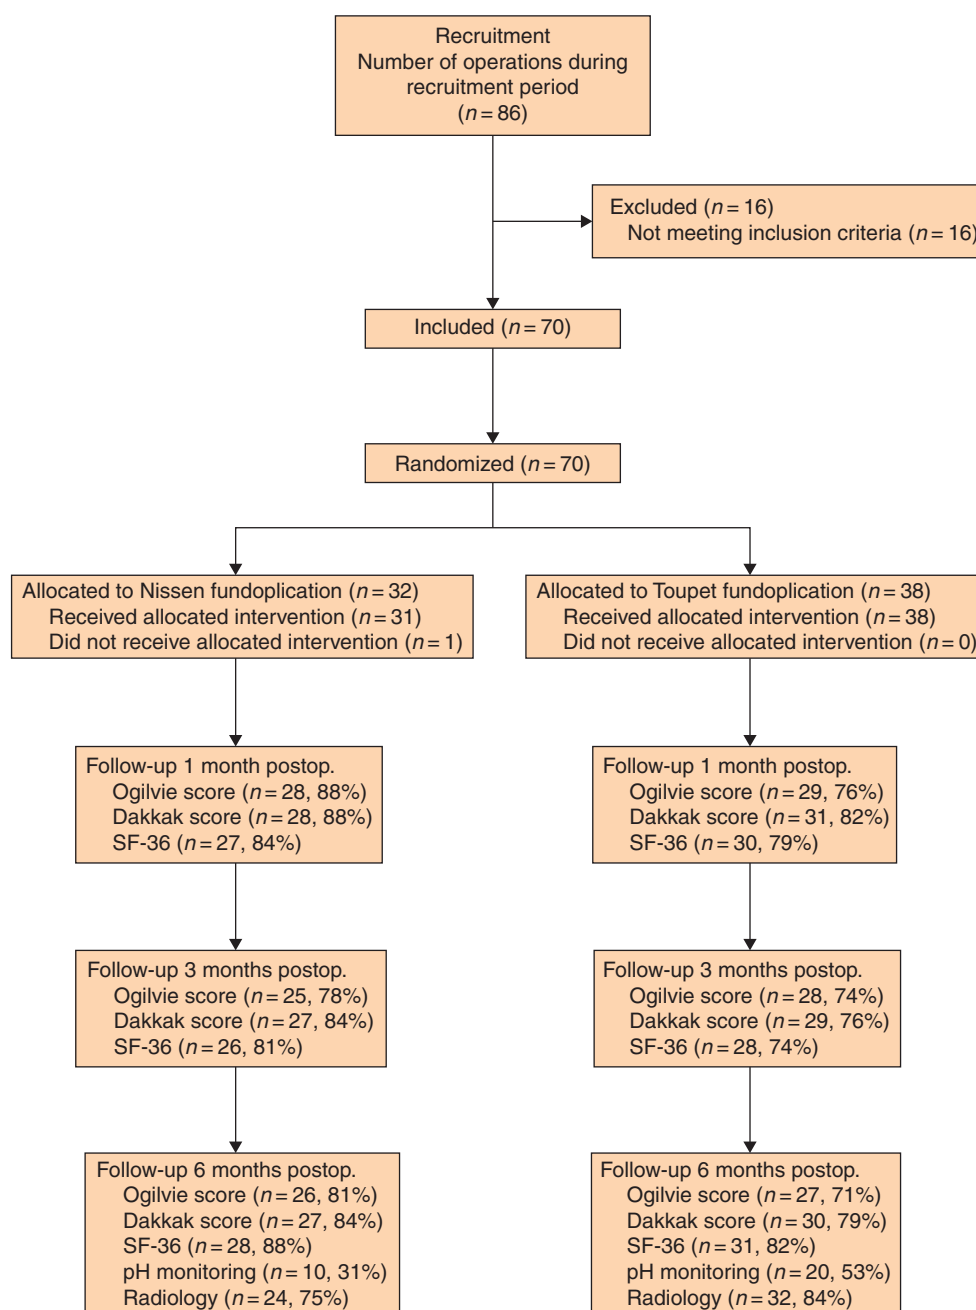 Recruitment
Number of operations during
recruitment period
(n = 86)
Excluded (n = 16)
Not meeting inclusion criteria (n = 16)
Included (n = 70)
Randomized (n = 70)
Allocated to Nissen fundoplication (n = 32)
Received allocated intervention (n = 31)
Did not receive allocated intervention (n = 1)
Allocated to Toupet fundoplication (n = 38)
Received allocated intervention (n = 38)
Did not receive allocated intervention (n = 0)
Follow-up 1 month postop.
Ogilvie score (n = 28, 88%)
Dakkak score (n = 28, 88%)
SF-36 (n = 27, 84%)
Follow-up 1 month postop.
Ogilvie score (n = 29, 76%)
Dakkak score (n = 31, 82%)
SF-36 (n = 30, 79%)
Follow-up 3 months postop.
Ogilvie score (n = 25, 78%)
Dakkak score (n = 27, 84%)
SF-36 (n = 26, 81%)
Follow-up 3 months postop.
Ogilvie score (n = 28, 74%)
Dakkak score (n = 29, 76%)
SF-36 (n = 28, 74%)
Follow-up 6 months postop.
Ogilvie score (n = 26, 81%)
Dakkak score (n = 27, 84%)
SF-36 (n = 28, 88%)
pH monitoring (n = 10, 31%)
Radiology (n = 24, 75%)
Follow-up 6 months postop.
Ogilvie score (n = 27, 71%)
Dakkak score (n = 30, 79%)
SF-36 (n = 31, 82%)
pH monitoring (n = 20, 53%)
Radiology (n = 32, 84%)